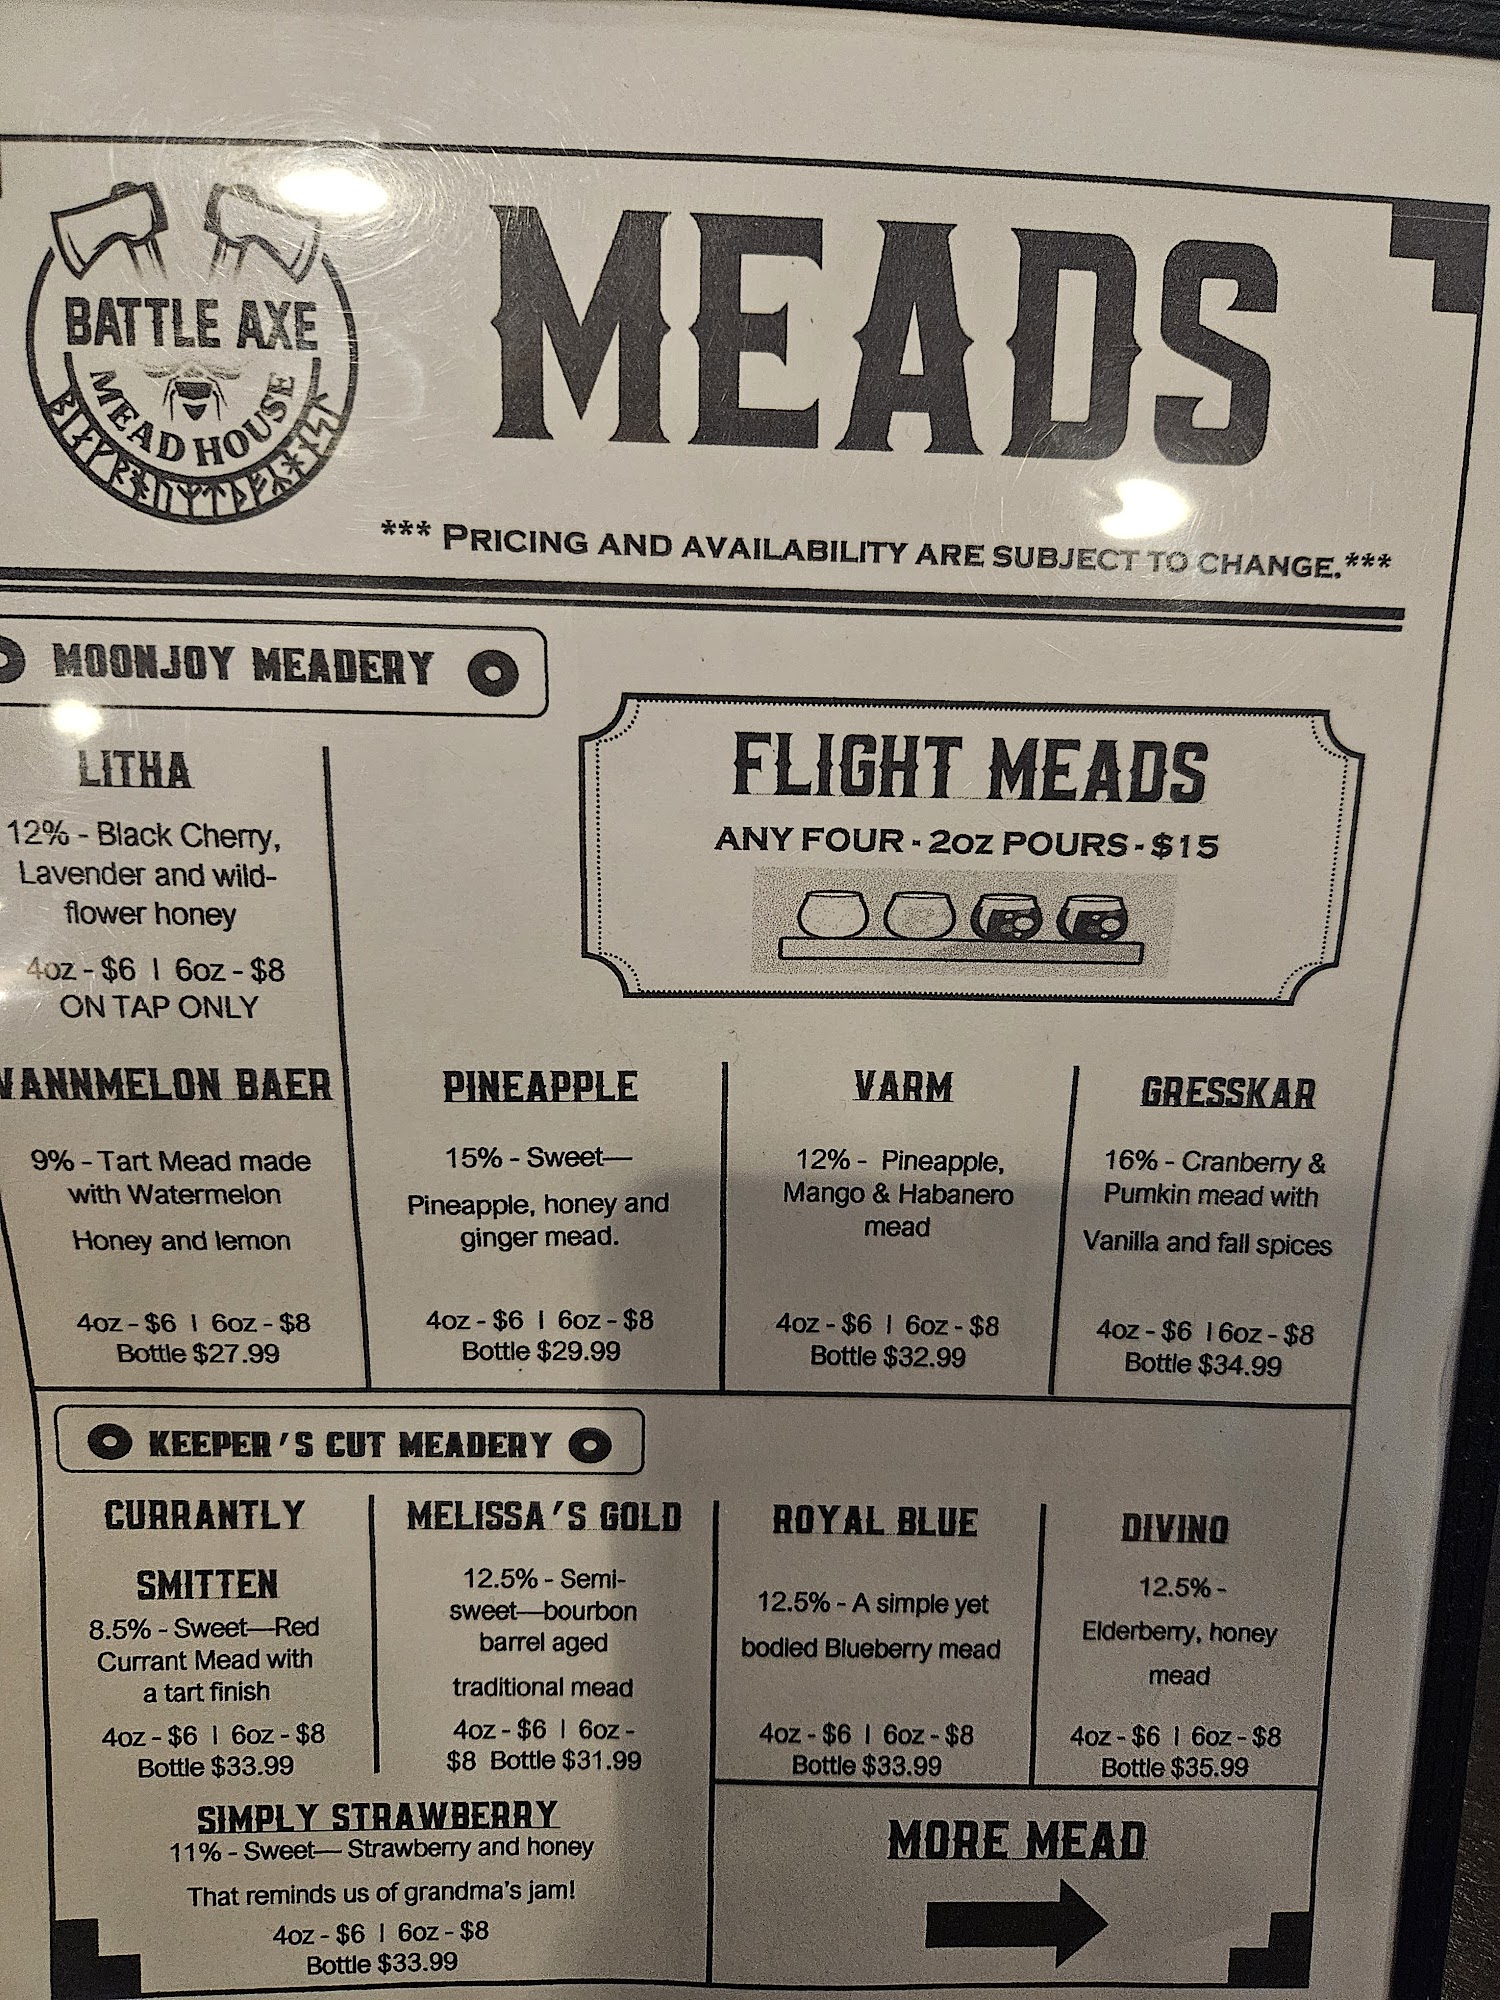 BATTLE AXE
MEAD HOUSE
MEADS
*** PRICING AND AVAILABILITY ARE SUBJECT TO CHANGE.***
MOONJOY MEADERY
LITHA
12% - Black Cherry,
Lavender and wild-
flower honey
4oz - $6 | 6oz - $8
ON TAP ONLY
FLIGHT MEADS
ANY FOUR - 2oz POURS - $15
VANNMELON BAER
9% - Tart Mead made
with Watermelon
Honey and lemon
4oz - $6 | 6oz - $8
Bottle $27.99
PINEAPPLE
15% - Sweet—
Pineapple, honey and
ginger mead.
4oz - $6 | 6oz - $8
Bottle $29.99
VARM
12% - Pineapple,
Mango & Habanero
mead
4oz - $6 | 6oz - $8
Bottle $32.99
GRESSKAR
16% - Cranberry &
Pumkin mead with
Vanilla and fall spices
4oz - $6 | 6oz - $8
Bottle $34.99
KEEPER'S CUT MEADERY
CURRANTLY
SMITTEN
8.5% - Sweet—Red
Currant Mead with
a tart finish
4oz - $6 | 6oz - $8
Bottle $33.99
MELISSA'S GOLD
12.5% - Semi-
sweet—bourbon
barrel aged
traditional mead
4oz - $6 | 6oz -
$8 Bottle $31.99
ROYAL BLUE
12.5% - A simple yet
bodied Blueberry mead
4oz - $6 | 6oz - $8
Bottle $33.99
DIVINO
12.5% -
Elderberry, honey
mead
4oz - $6 | 6oz - $8
Bottle $35.99
SIMPLY STRAWBERRY
11% - Sweet— Strawberry and honey
That reminds us of grandma's jam!
4oz - $6 | 6oz - $8
Bottle $33.99
MORE MEAD